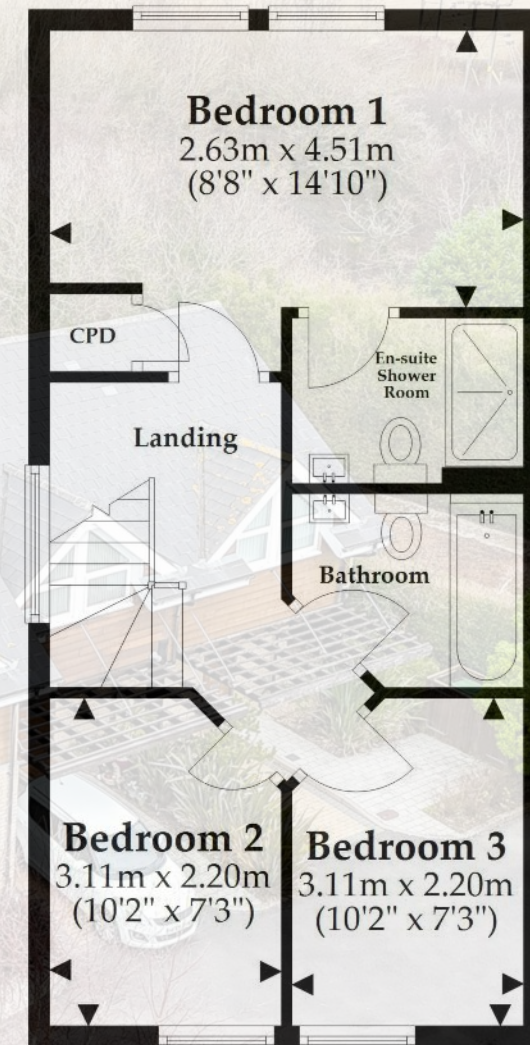 Bedroom 1
2.63m x 4.51m
(8'8" x 14'10")
CPD
En-suite
Shower
Room
Landing
Bathroom
Bedroom 2
3.11m x 2.20m
(10'2" x 7'3")
Bedroom 3
3.11m x 2.20m
(10'2" x 7'3")